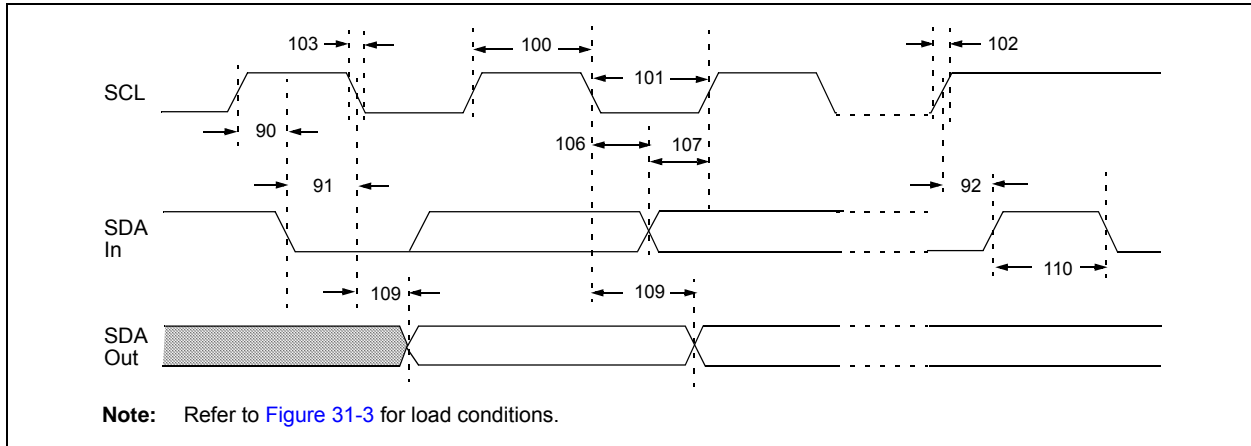 103
100
102
101
SCL
90
106
107
91
92
SDA
In
110
109
109
SDA
Out
Note: Refer to Figure 31-3 for load conditions.